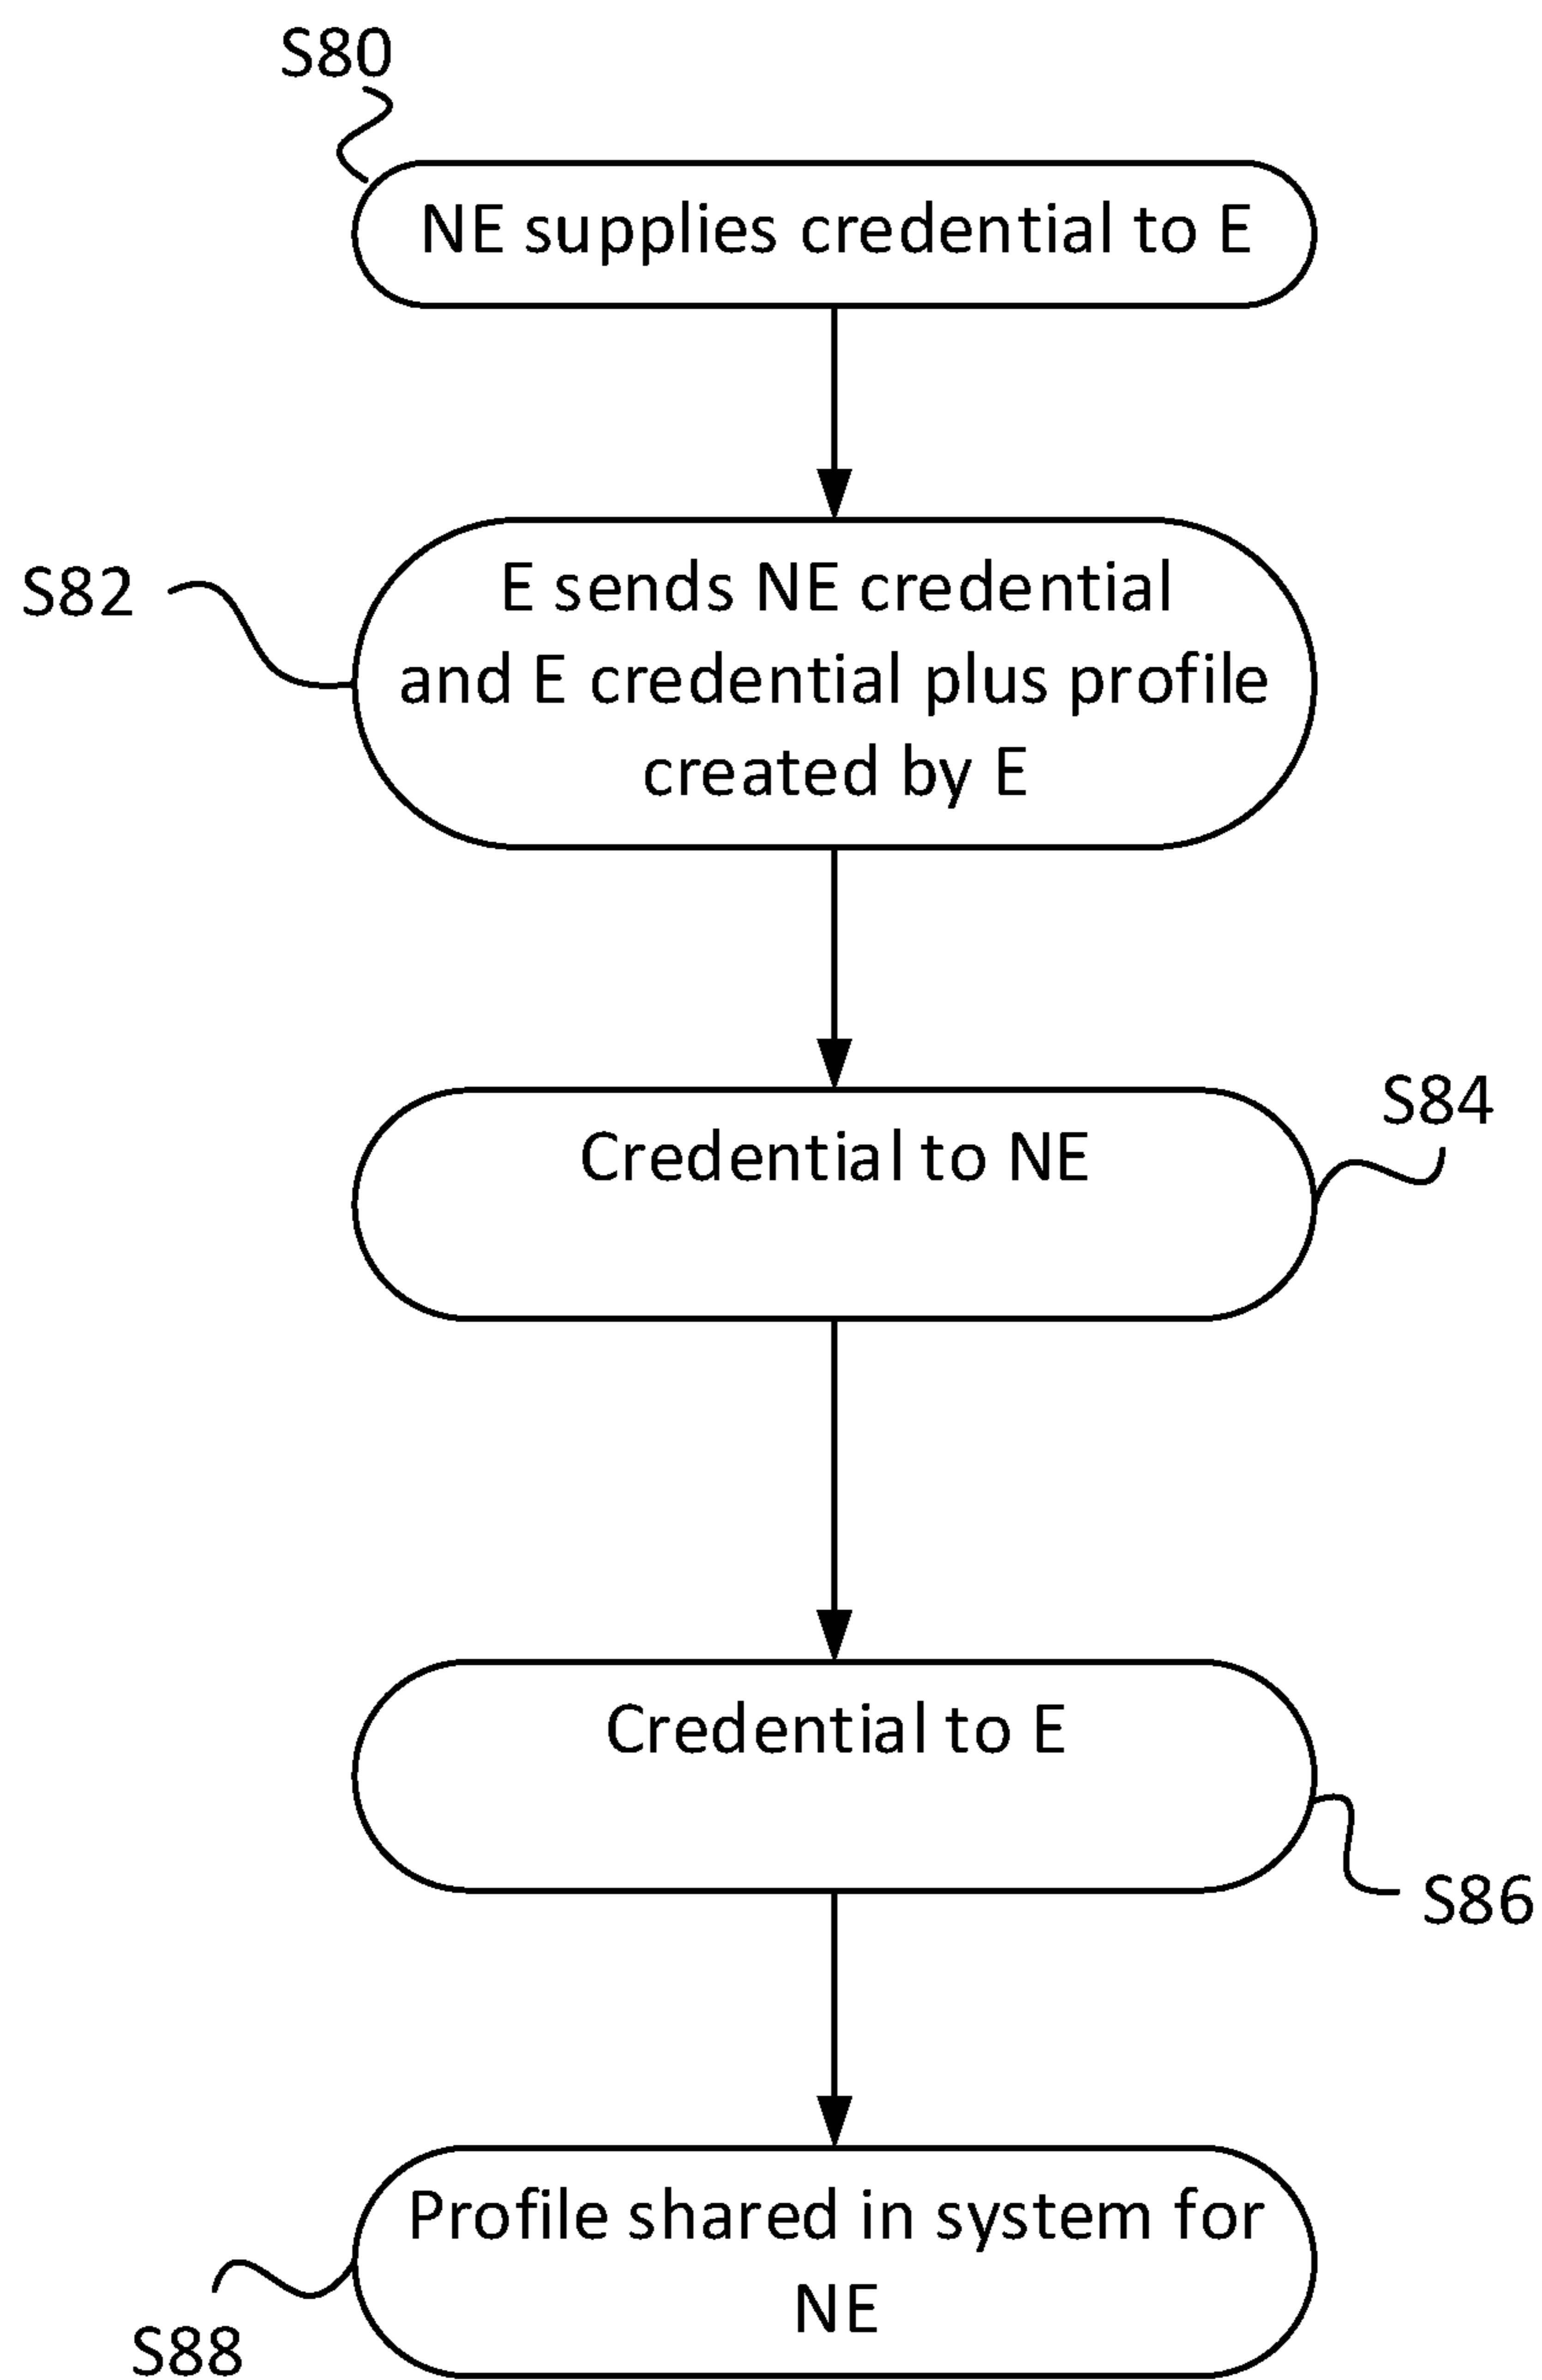 S80
NE supplies credential to E
S82
E sends NE credential
and E credential plus profile
created by E
S84
Credential to NE
Credential to E
S86
Profile shared in system for
NE
S88